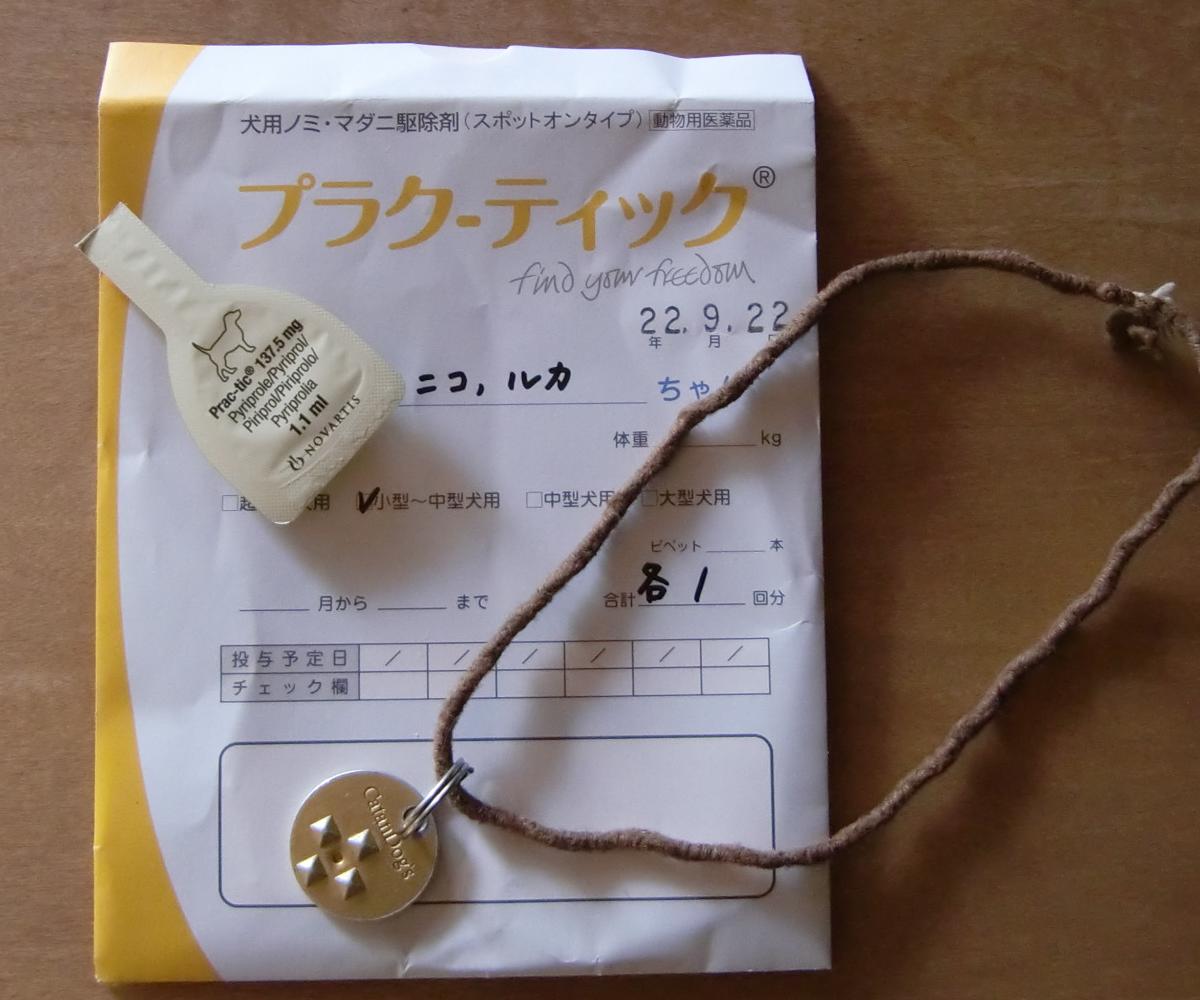 犬用ノミ・マダニ駆除剤（スポットオンタイプ） 動物用医薬品
プラク-ティック®
find your freedom
22. 9. 22
年 月
ニコ, ルカ ちゃ
体重 kg
□超 犬用 □小型～中型犬用 □中型犬用 □大型犬用
ピペット 本
月から まで 合計 各1 回分
投与予定日 / / / / / /
チェック欄
Prac-tic® 137.5 mg
Pyriprole/Pyriprol/
Piriprol/Piriprolo/
Pyriprolia
1.1 ml
NOVARTIS
CatanDog's